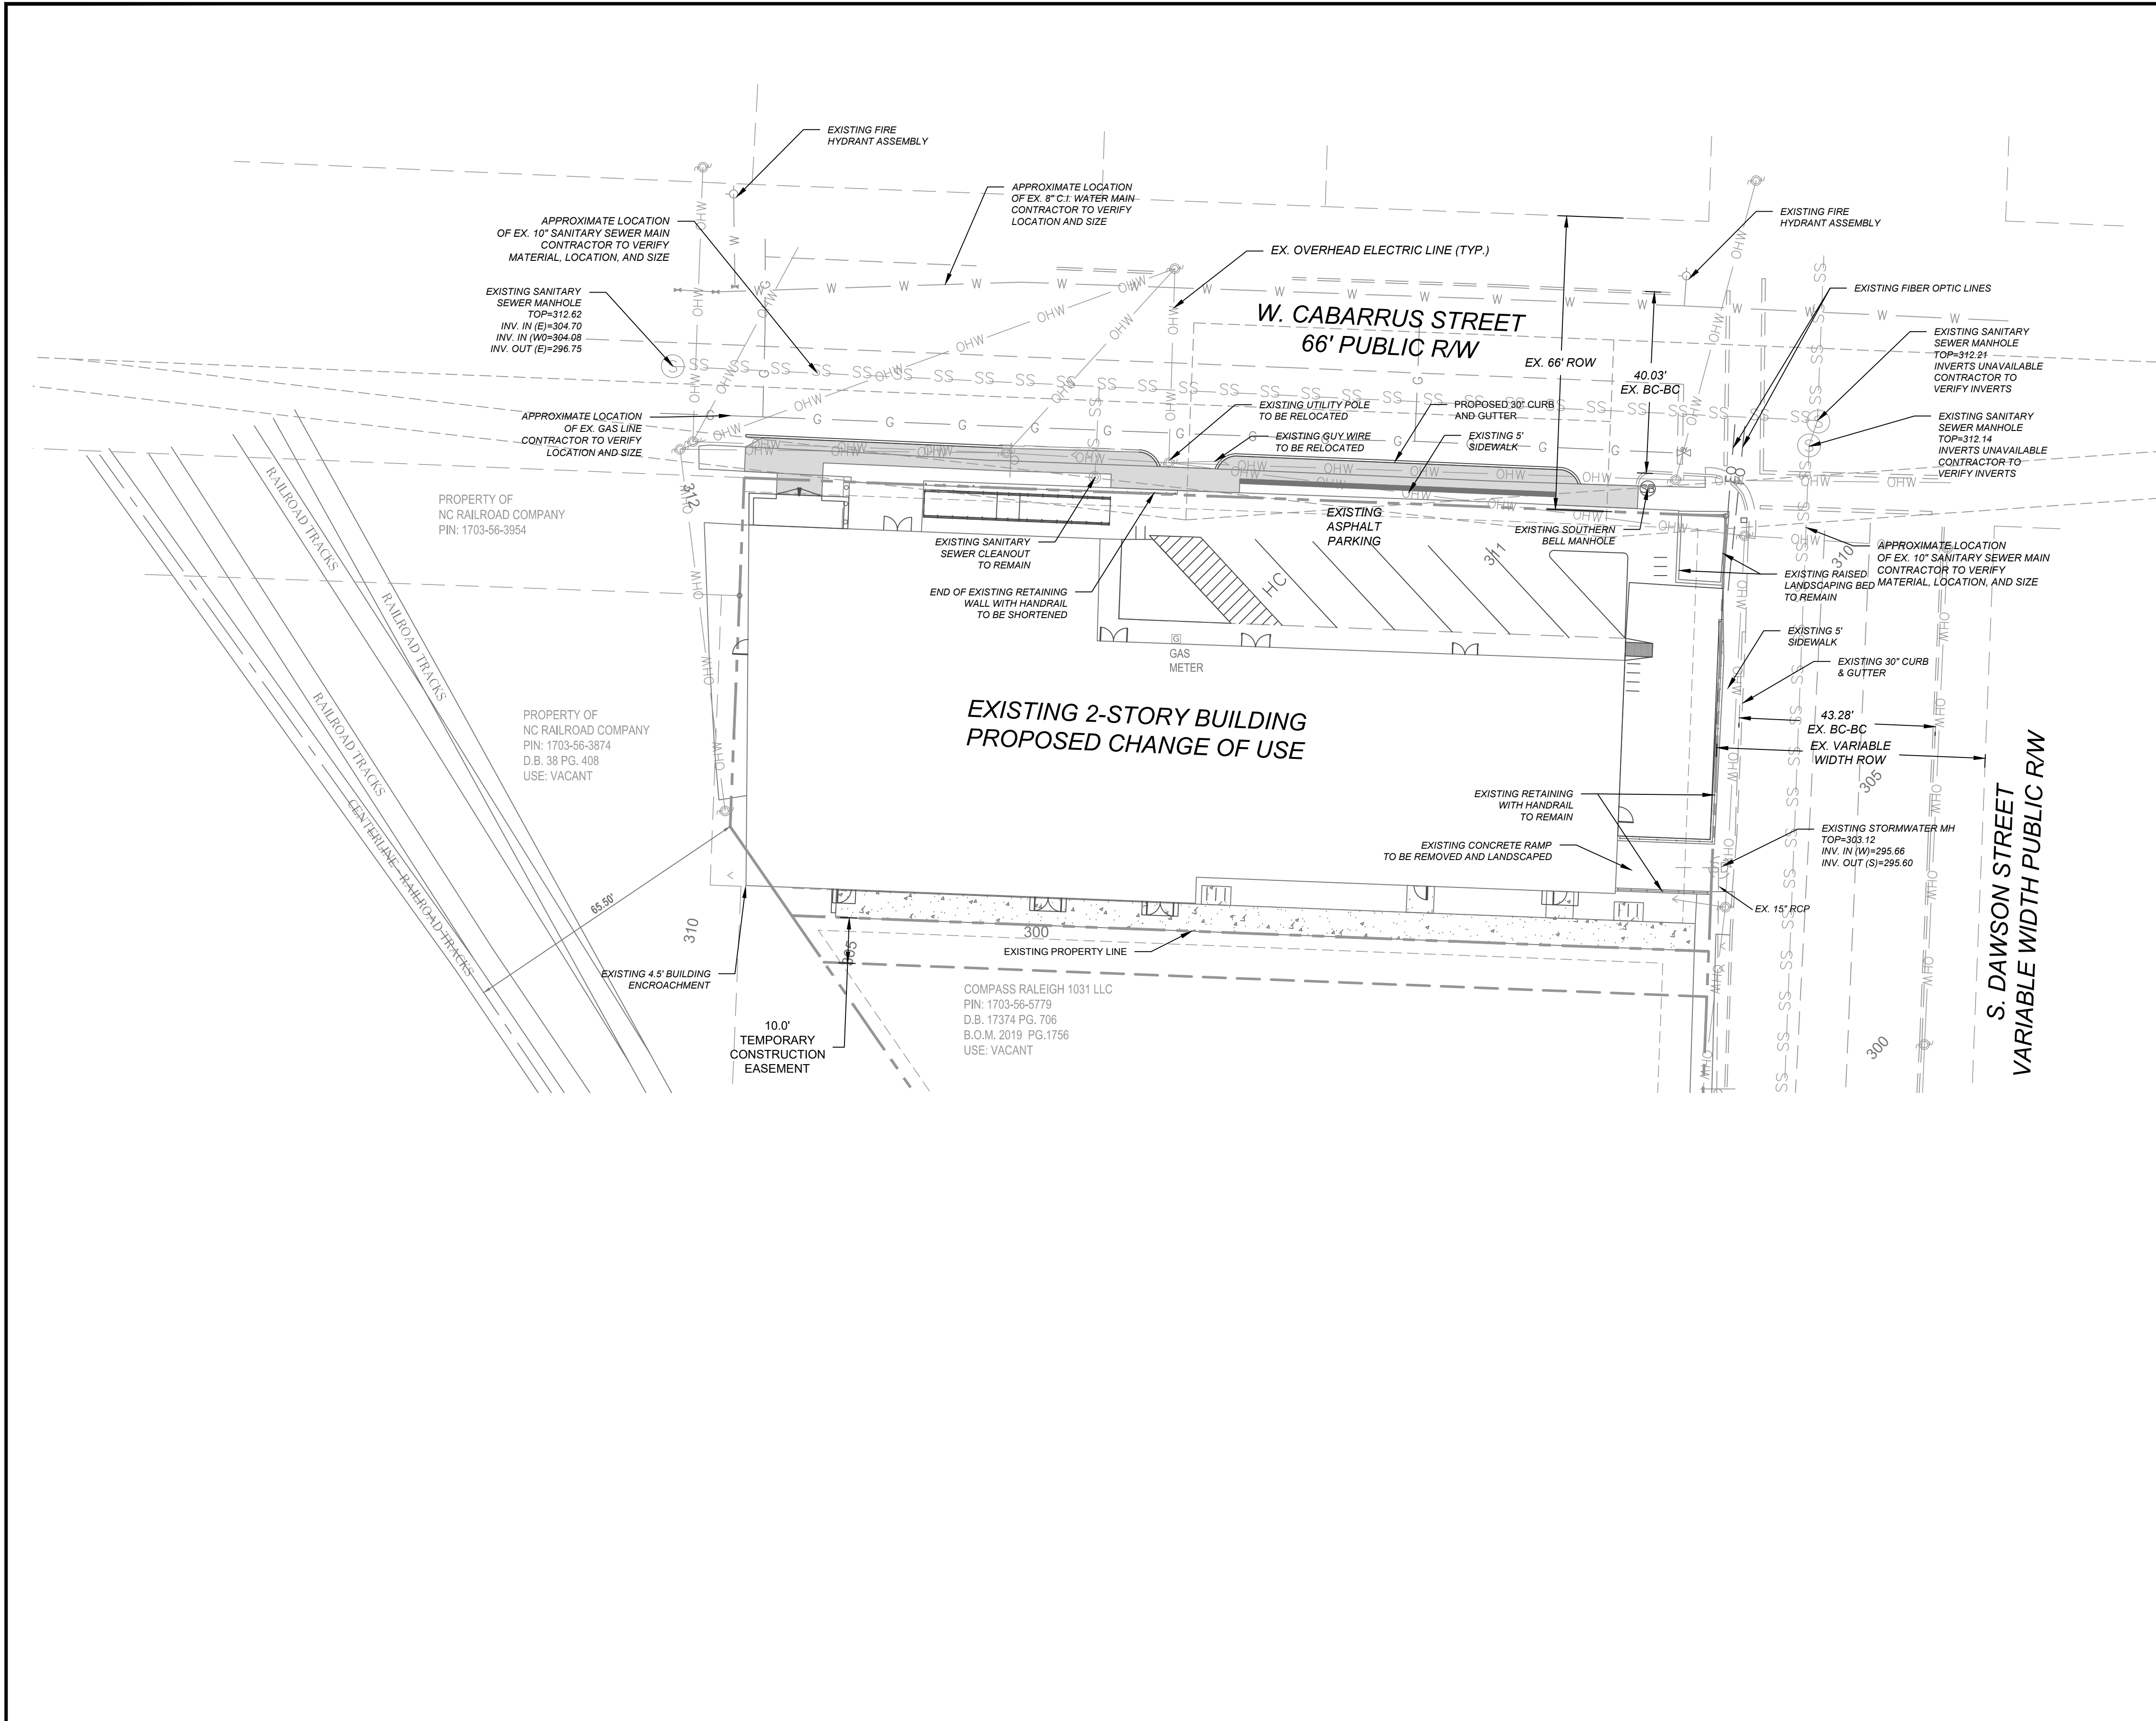 EXISTING FIRE
HYDRANT ASSEMBLY
APPROXIMATE LOCATION
OF EX. 8" C.I. WATER MAIN
CONTRACTOR TO VERIFY
LOCATION AND SIZE
APPROXIMATE LOCATION
OF EX. 10" SANITARY SEWER MAIN
CONTRACTOR TO VERIFY
MATERIAL, LOCATION, AND SIZE
EXISTING FIRE
HYDRANT ASSEMBLY
EX. OVERHEAD ELECTRIC LINE (TYP.)
EXISTING SANITARY
SEWER MANHOLE
TOP=312.62
INV. IN (E)=304.70
INV. IN (W0=304.08
INV. OUT (E)=296.75
EXISTING FIBER OPTIC LINES
W. CABARRUS STREET
66' PUBLIC R/W
EX. 66' ROW
40.03'
EX. BC-BC
EXISTING SANITARY
SEWER MANHOLE
TOP=312.21
INVERTS UNAVAILABLE
CONTRACTOR TO
VERIFY INVERTS
APPROXIMATE LOCATION
OF EX. GAS LINE
CONTRACTOR TO VERIFY
LOCATION AND SIZE
EXISTING UTILITY POLE
TO BE RELOCATED
PROPOSED 30" CURB
AND GUTTER
EXISTING GUY WIRE
TO BE RELOCATED
EXISTING 5'
SIDEWALK
EXISTING SANITARY
SEWER MANHOLE
TOP=312.14
INVERTS UNAVAILABLE
CONTRACTOR TO
VERIFY INVERTS
RAILROAD TRACKS
PROPERTY OF
NC RAILROAD COMPANY
PIN: 1703-56-3954
312
EXISTING
ASPHALT
PARKING
EXISTING SOUTHERN
BELL MANHOLE
311
310
EXISTING SANITARY
SEWER CLEANOUT
TO REMAIN
APPROXIMATE LOCATION
OF EX. 10" SANITARY SEWER MAIN
CONTRACTOR TO VERIFY
MATERIAL, LOCATION, AND SIZE
EXISTING RAISED
LANDSCAPING BED
TO REMAIN
END OF EXISTING RETAINING
WALL WITH HANDRAIL
TO BE SHORTENED
HC
RAILROAD TRACKS
G
GAS
METER
EXISTING 5'
SIDEWALK
EXISTING 30" CURB
& GUTTER
EXISTING 2-STORY BUILDING
PROPOSED CHANGE OF USE
PROPERTY OF
NC RAILROAD COMPANY
PIN: 1703-56-3874
D.B. 38 PG. 408
USE: VACANT
RAILROAD TRACKS
43.28'
EX. BC-BC
EX. VARIABLE
WIDTH ROW
305
S. DAWSON STREET
VARIABLE WIDTH PUBLIC R/W
EXISTING RETAINING
WITH HANDRAIL
TO REMAIN
EXISTING STORMWATER MH
TOP=303.12
INV. IN (W)=295.66
INV. OUT (S)=295.60
EXISTING CONCRETE RAMP
TO BE REMOVED AND LANDSCAPED
CENTERLINE RAILROAD TRACKS
65.50'
EX. 15" RCP
310
300
305
EXISTING PROPERTY LINE
EXISTING 4.5' BUILDING
ENCROACHMENT
COMPASS RALEIGH 1031 LLC
PIN: 1703-56-5779
D.B. 17374 PG. 706
B.O.M. 2019 PG.1756
USE: VACANT
10.0'
TEMPORARY
CONSTRUCTION
EASEMENT
300